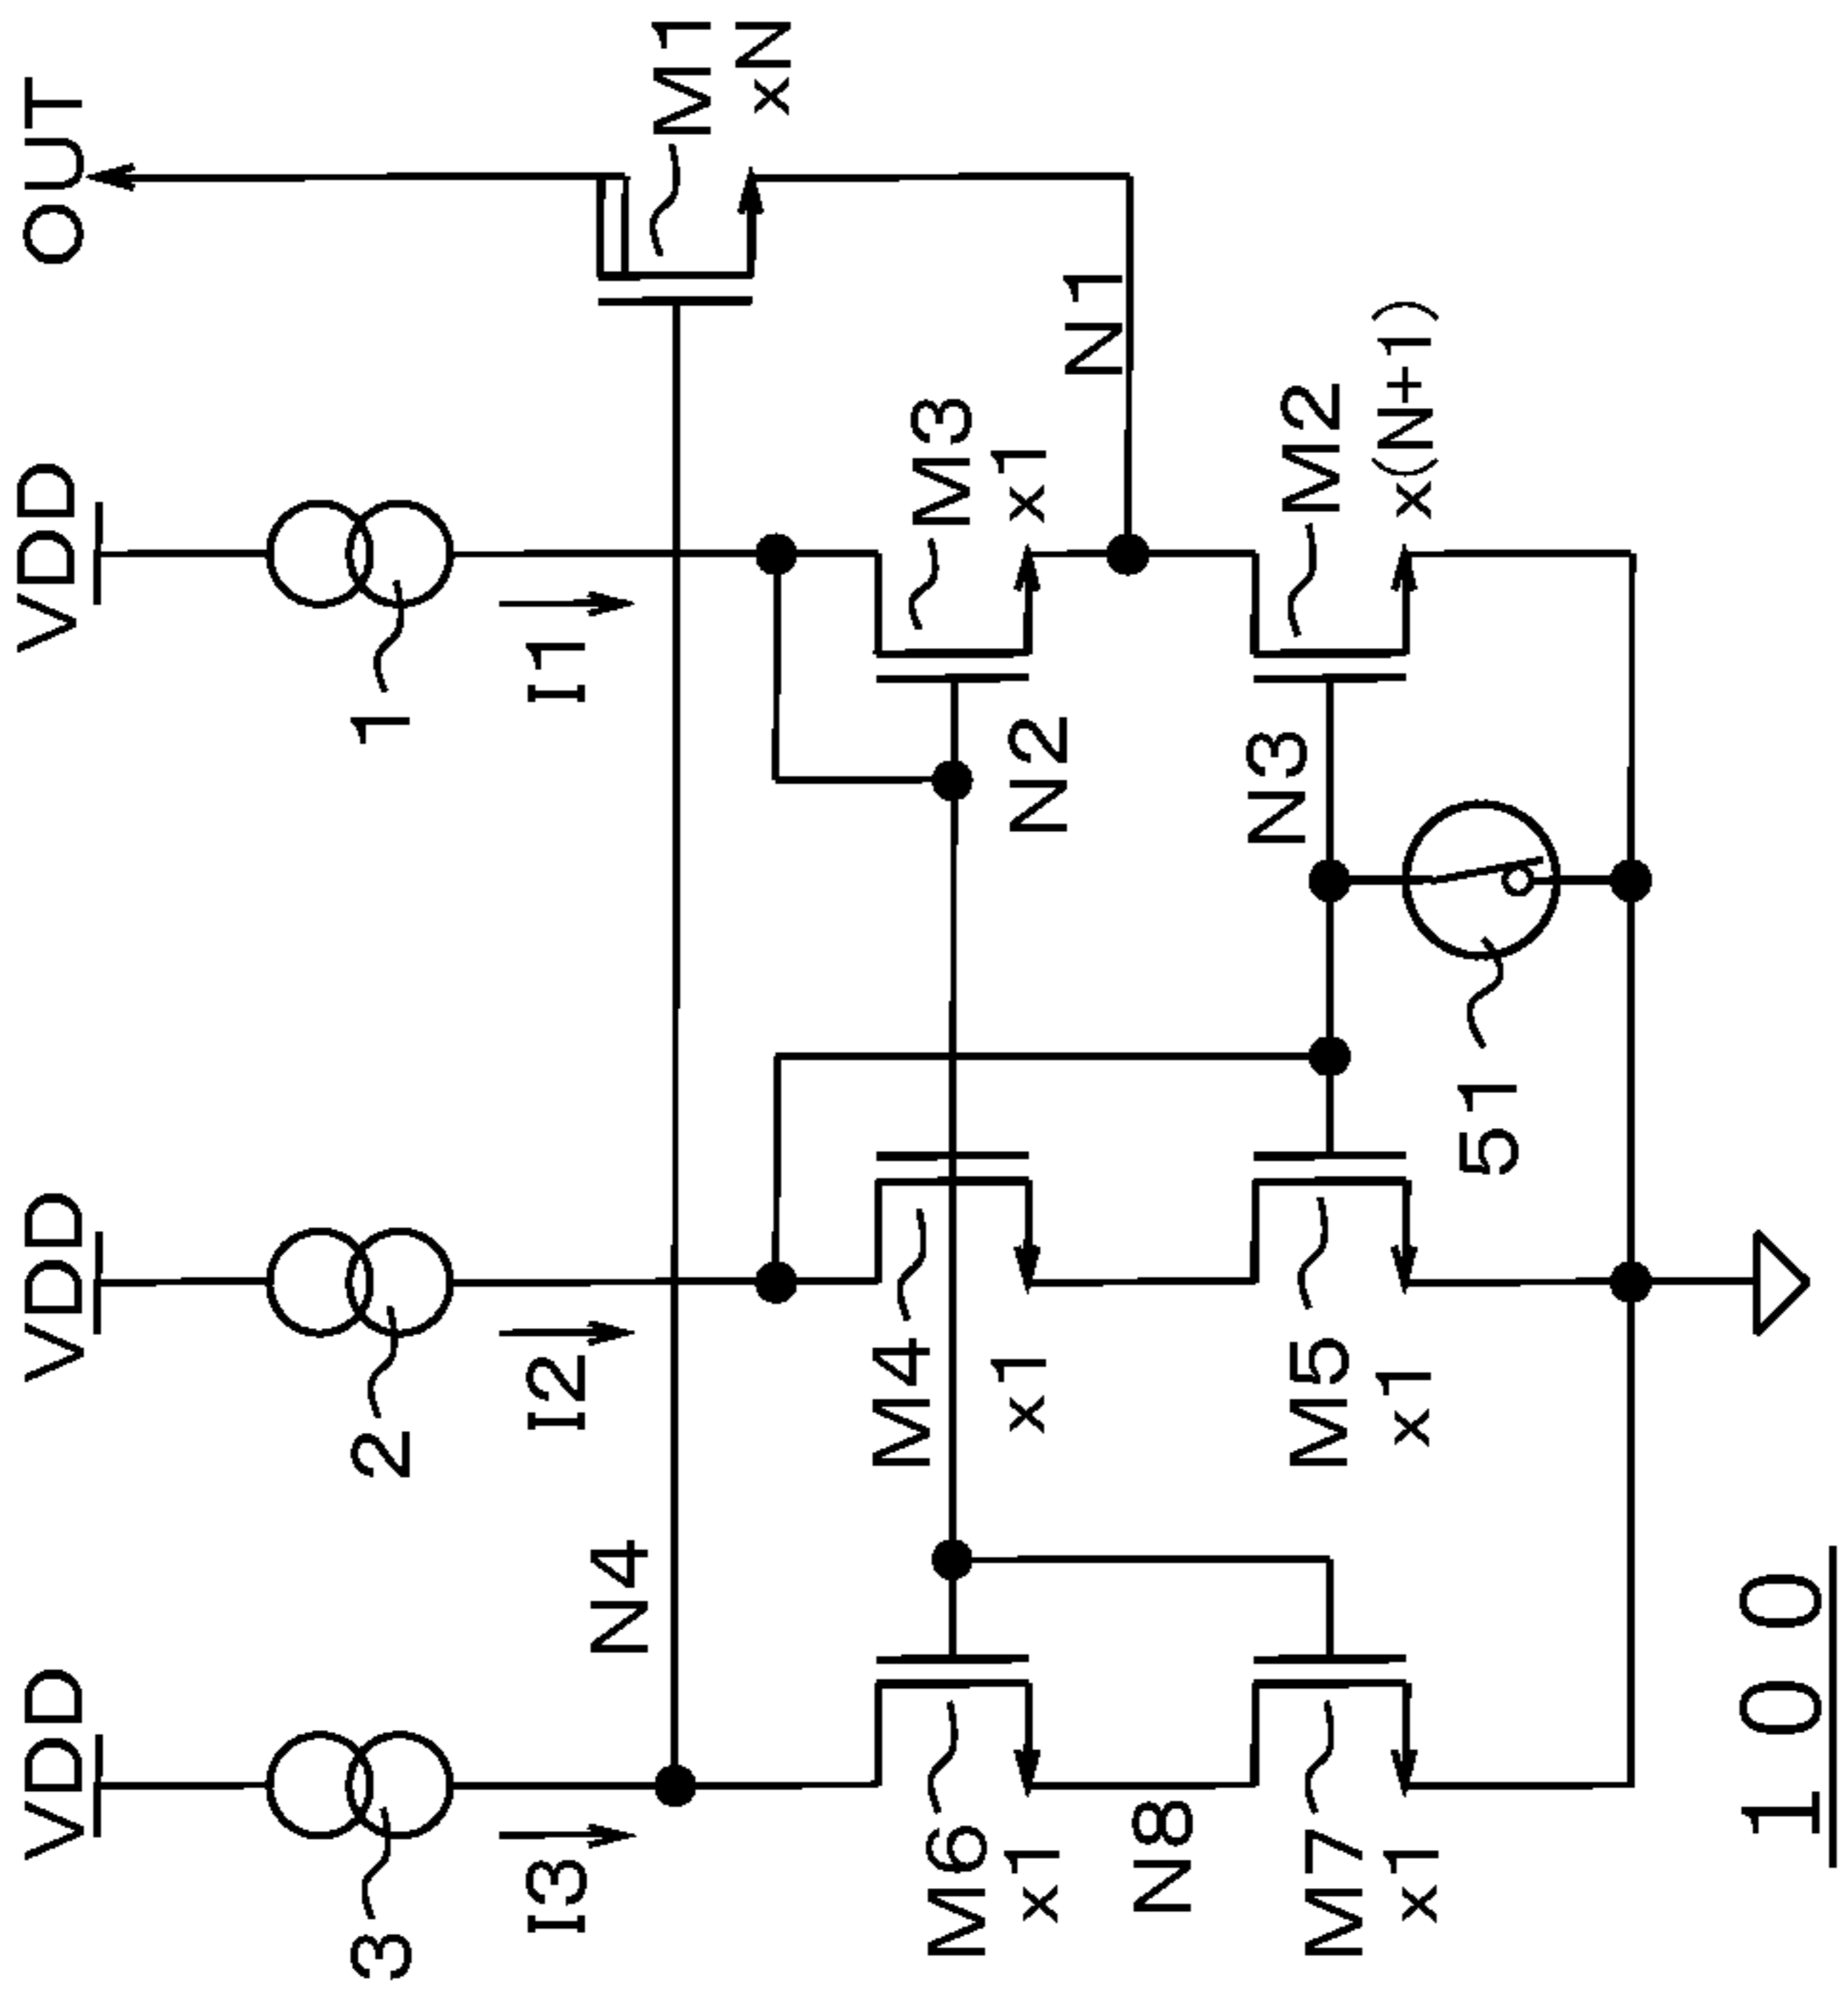 VDD
VDD
VDD
OUT
3
2
1
I3
I2
I1
N4
M1
xN
M6
x1
M4
x1
N2
M3
x1
N8
N1
M7
x1
M5
x1
51
N3
M2
x(N+1)
100